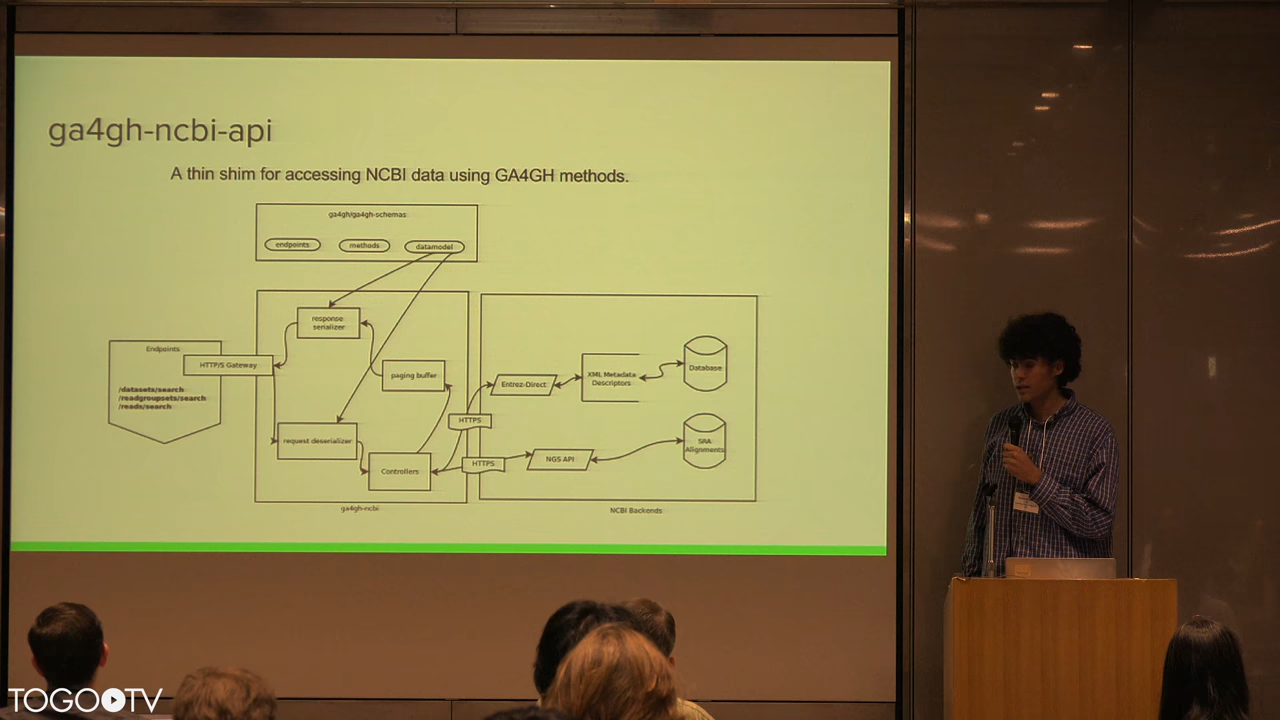 ga4gh-ncbi-api
A thin shim for accessing NCBI data using GA4GH methods.
ga4gh/ga4gh-schemas
endpoints
methods
datamodel
response
serializer
Endpoints
HTTP/S Gateway
/datasets/search
/readgroupsets/search
/reads/search
paging buffer
request deserializer
Controllers
ga4gh-ncbi
HTTPS
HTTPS
Entrez-Direct
XML Metadata
Descriptors
Database
NGS API
SRA
Alignments
NCBI Backends
TOGOTV